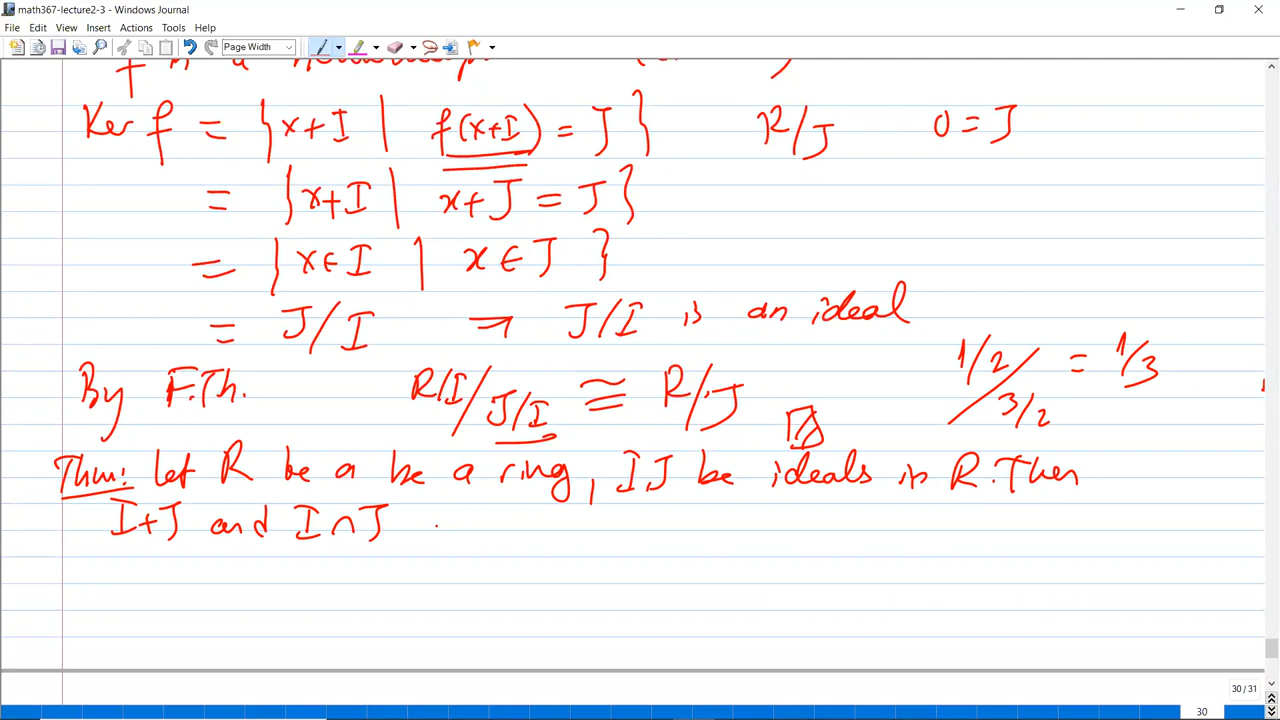 math367-lecture2-3 - Windows Journal
File Edit View Insert Actions Tools Help
Page Width
Ker f = { x+I | f(x+I) = J } R/J 0 = J
= { x+I | x+J = J }
= { x∈I | x∈J }
= J/I → J/I is an ideal
By F.Th. R/I / J/I ≅ R/J 1/2 / 3/2 = 1/3
Thm: let R be a be a ring, I J be ideals in R. Then
I+J and I∩J
30 / 31
30